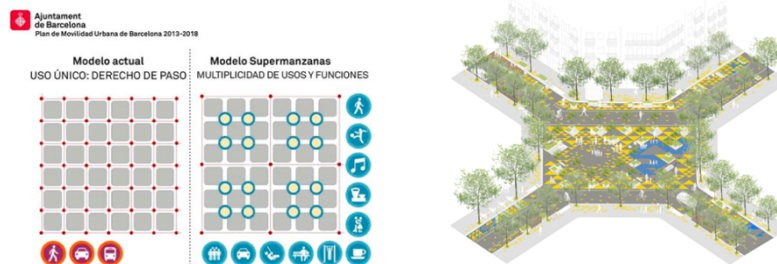 Ajuntament
de Barcelona
Plan de Movilidad Urbana de Barcelona 2013-2018
Modelo actual
USO ÚNICO: DERECHO DE PASO
Modelo Supermanzanas
MULTIPLICIDAD DE USOS Y FUNCIONES